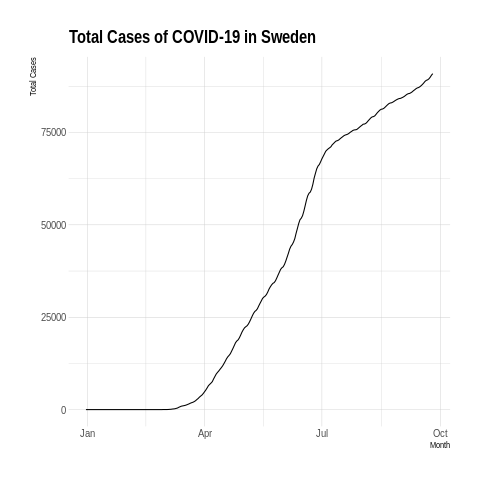 Total Cases of COVID-19 in Sweden
Total Cases
75000
50000
25000
0
Jan Apr Jul Oct
Month